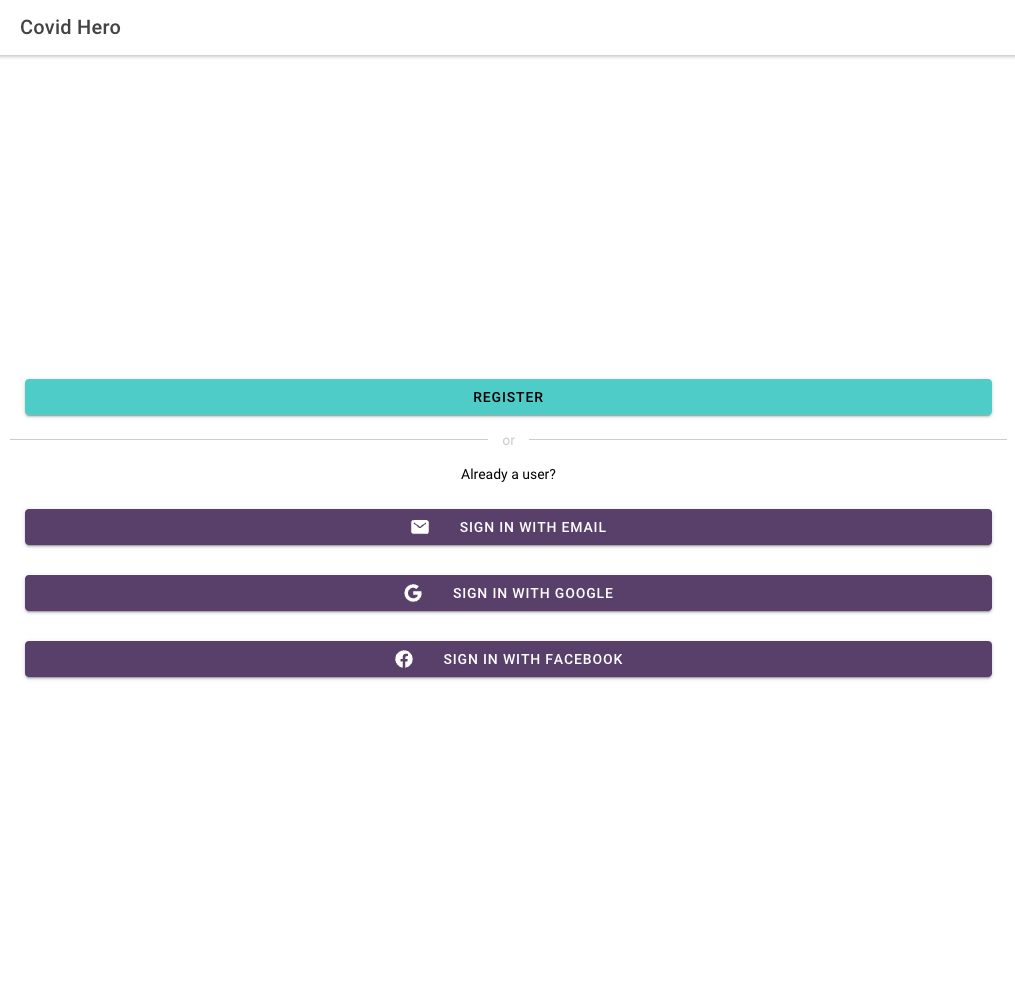 Covid Hero
REGISTER
or
Already a user?
SIGN IN WITH EMAIL
SIGN IN WITH GOOGLE
SIGN IN WITH FACEBOOK